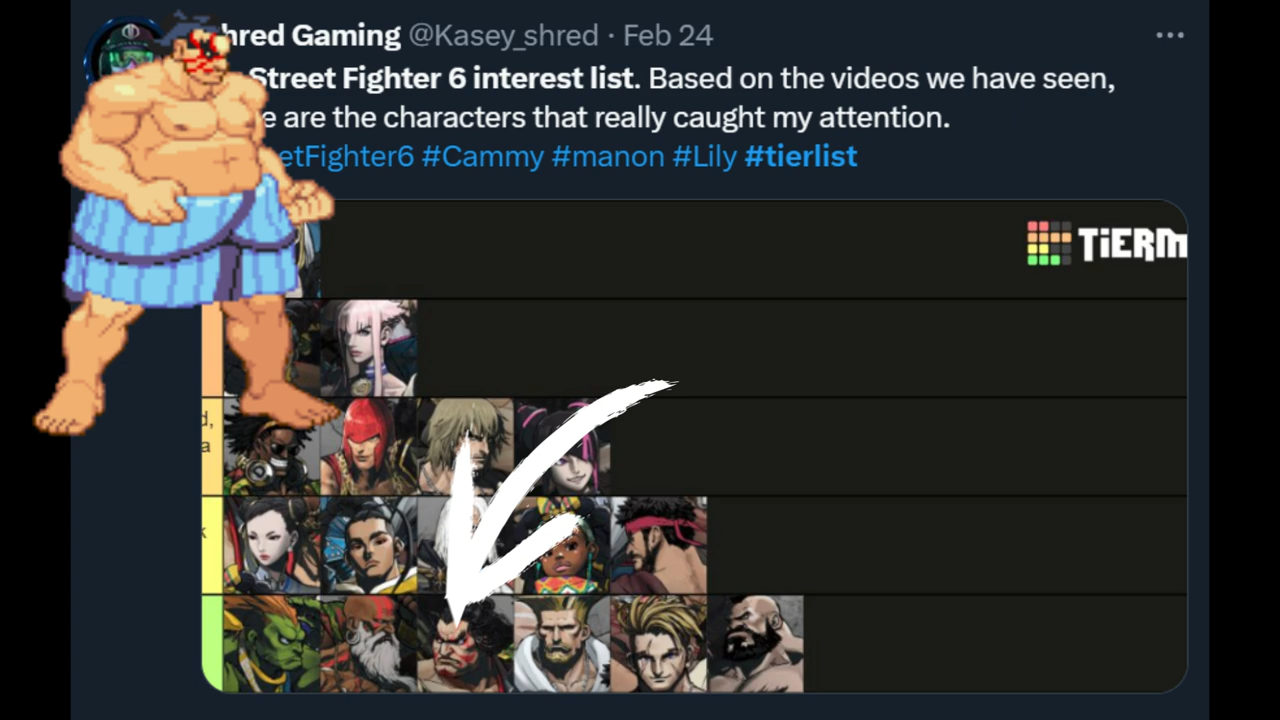 hred Gaming @Kasey_shred · Feb 24
Street Fighter 6 interest list. Based on the videos we have seen,
e are the characters that really caught my attention.
etFighter6 #Cammy #manon #Lily #tierlist
TiERM
d,
a
k